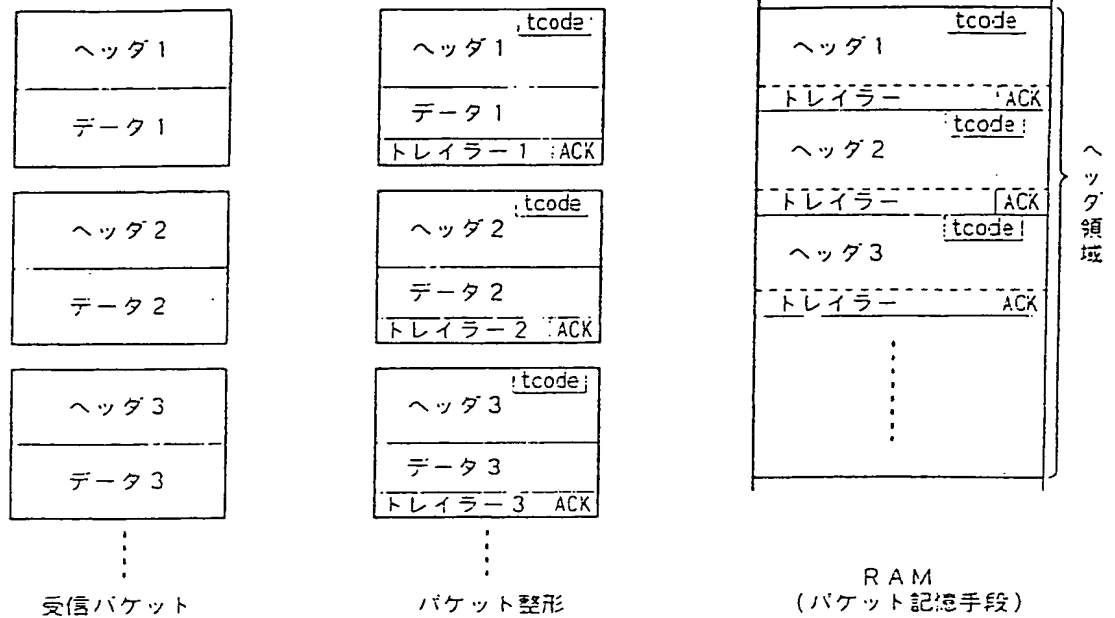 ヘッダ1
データ1
ヘッダ2
データ2
ヘッダ3
データ3
受信パケット
tcode
ヘッダ1
データ1
トレイラー1 ACK
tcode
ヘッダ2
データ2
トレイラー2 ACK
tcode
ヘッダ3
データ3
トレイラー3 ACK
パケット整形
tcode
ヘッダ1
トレイラー ACK
tcode
ヘッダ2
トレイラー ACK
tcode
ヘッダ3
トレイラー ACK
ヘッダ領域
RAM
(パケット記憶手段)